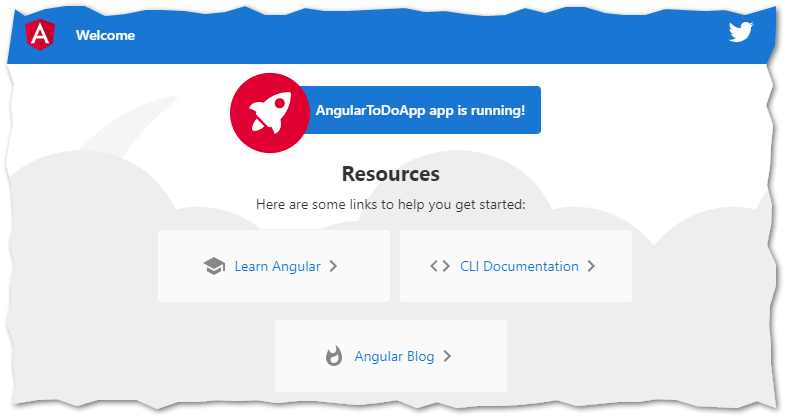 Welcome
AngularToDoApp app is running!
Resources
Here are some links to help you get started:
Learn Angular
CLI Documentation
Angular Blog